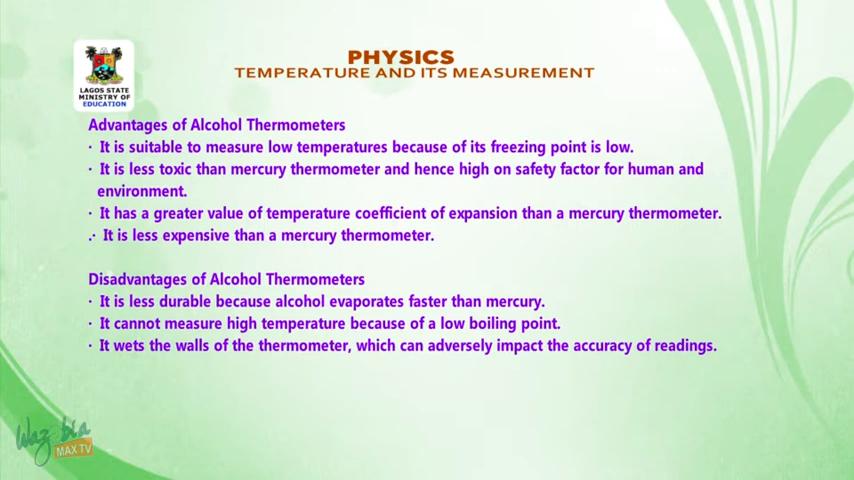 PHYSICS
TEMPERATURE AND ITS MEASUREMENT
LAGOS STATE
MINISTRY OF
EDUCATION
Advantages of Alcohol Thermometers
· It is suitable to measure low temperatures because of its freezing point is low.
· It is less toxic than mercury thermometer and hence high on safety factor for human and
environment.
· It has a greater value of temperature coefficient of expansion than a mercury thermometer.
.· It is less expensive than a mercury thermometer.
Disadvantages of Alcohol Thermometers
· It is less durable because alcohol evaporates faster than mercury.
· It cannot measure high temperature because of a low boiling point.
· It wets the walls of the thermometer, which can adversely impact the accuracy of readings.
Wazobia
MAX TV